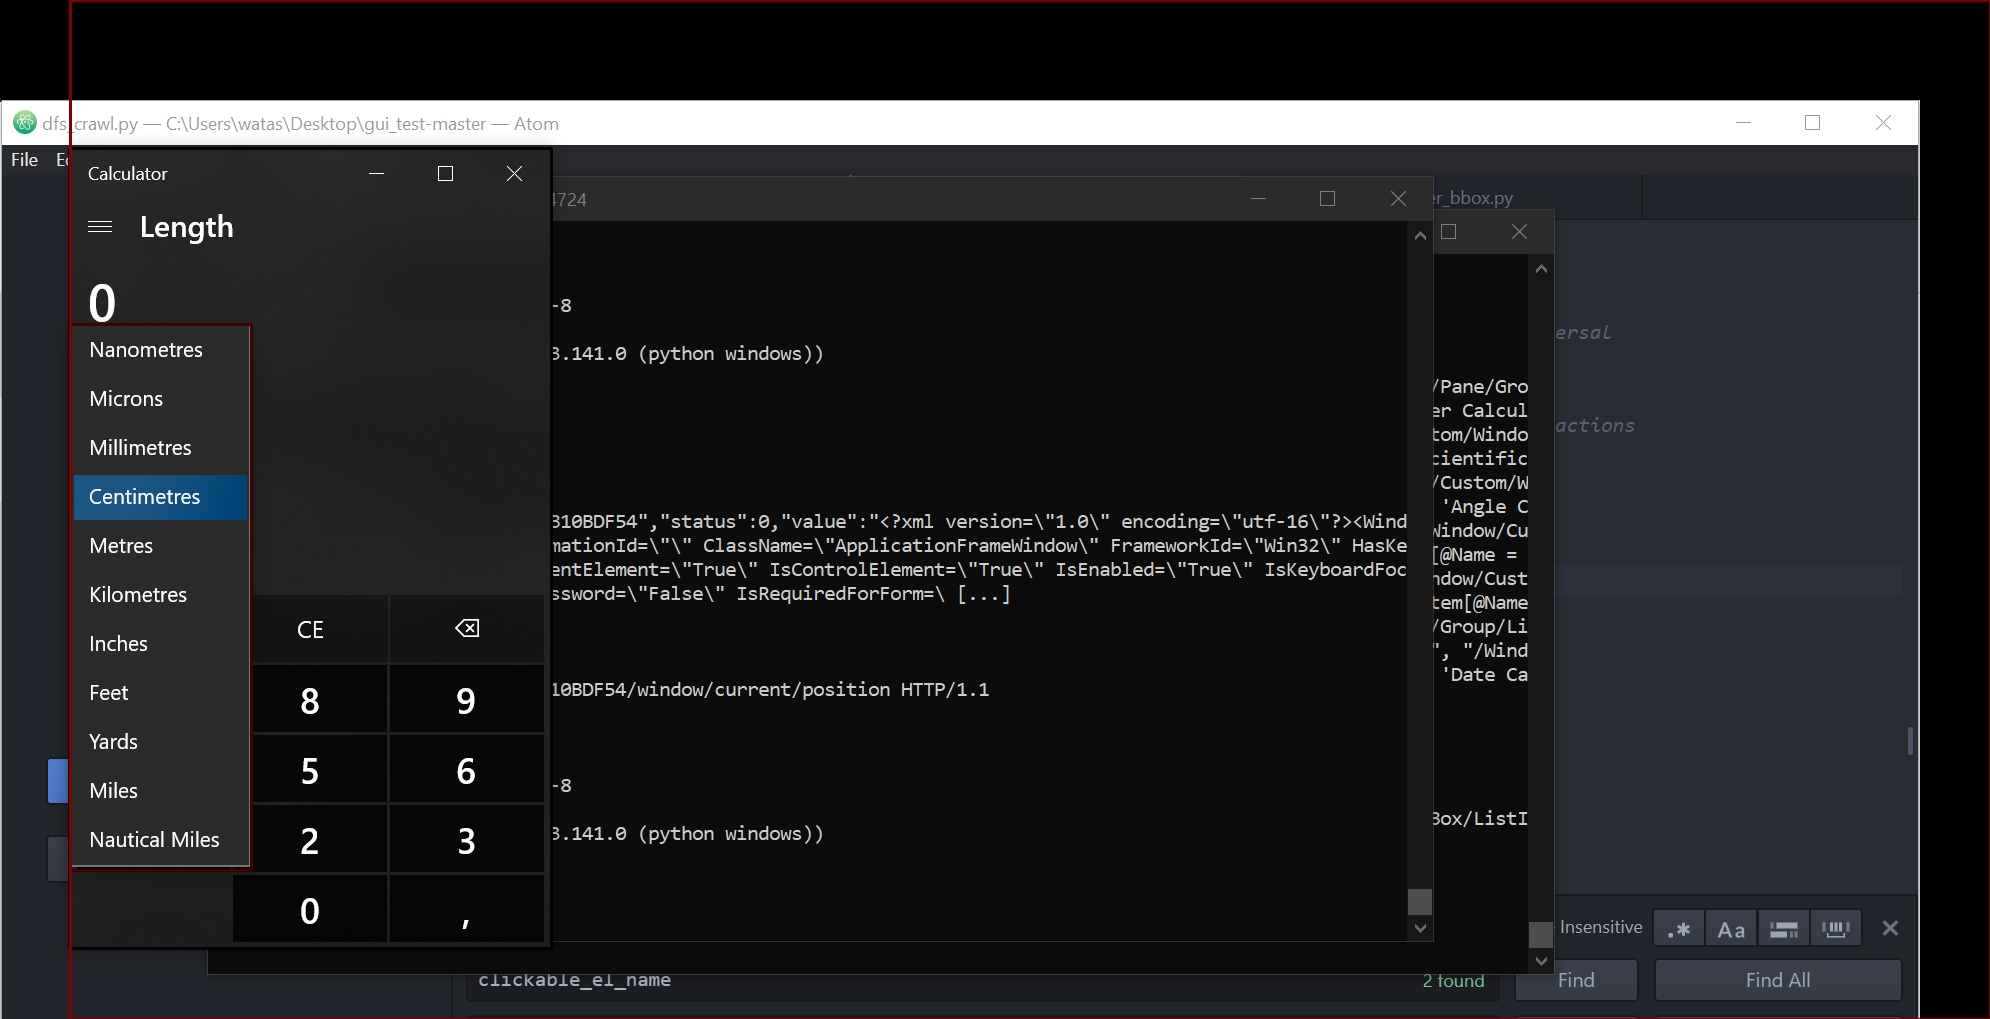 dfs_crawl.py — C:\Users\watas\Desktop\gui_test-master — Atom
File
Calculator
Length
0
Nanometres
Microns
Millimetres
Centimetres
Metres
Kilometres
Inches
Feet
Yards
Miles
Nautical Miles
CE
8 9
5 6
2 3
0 ,
4724
-8
3.141.0 (python windows))
310BDF54","status":0,"value":"<?xml version=\"1.0\" encoding=\"utf-16\"?><Wind
mationId=\"\" ClassName=\"ApplicationFrameWindow\" FrameworkId=\"Win32\" HasKe
entElement=\"True\" IsControlElement=\"True\" IsEnabled=\"True\" IsKeyboardFoc
ssword=\"False\" IsRequiredForForm=\ [...]
10BDF54/window/current/position HTTP/1.1
-8
3.141.0 (python windows))
er_bbox.py
/Pane/Gro
er Calcul
tom/Windo
cientific
/Custom/W
'Angle C
Window/Cu
[@Name =
ndow/Cust
tem[@Name
/Group/Li
", "/Wind
'Date Ca
Box/ListI
ersal
actions
Insensitive
.* Aa
clickable_el_name
2 found
Find
Find All